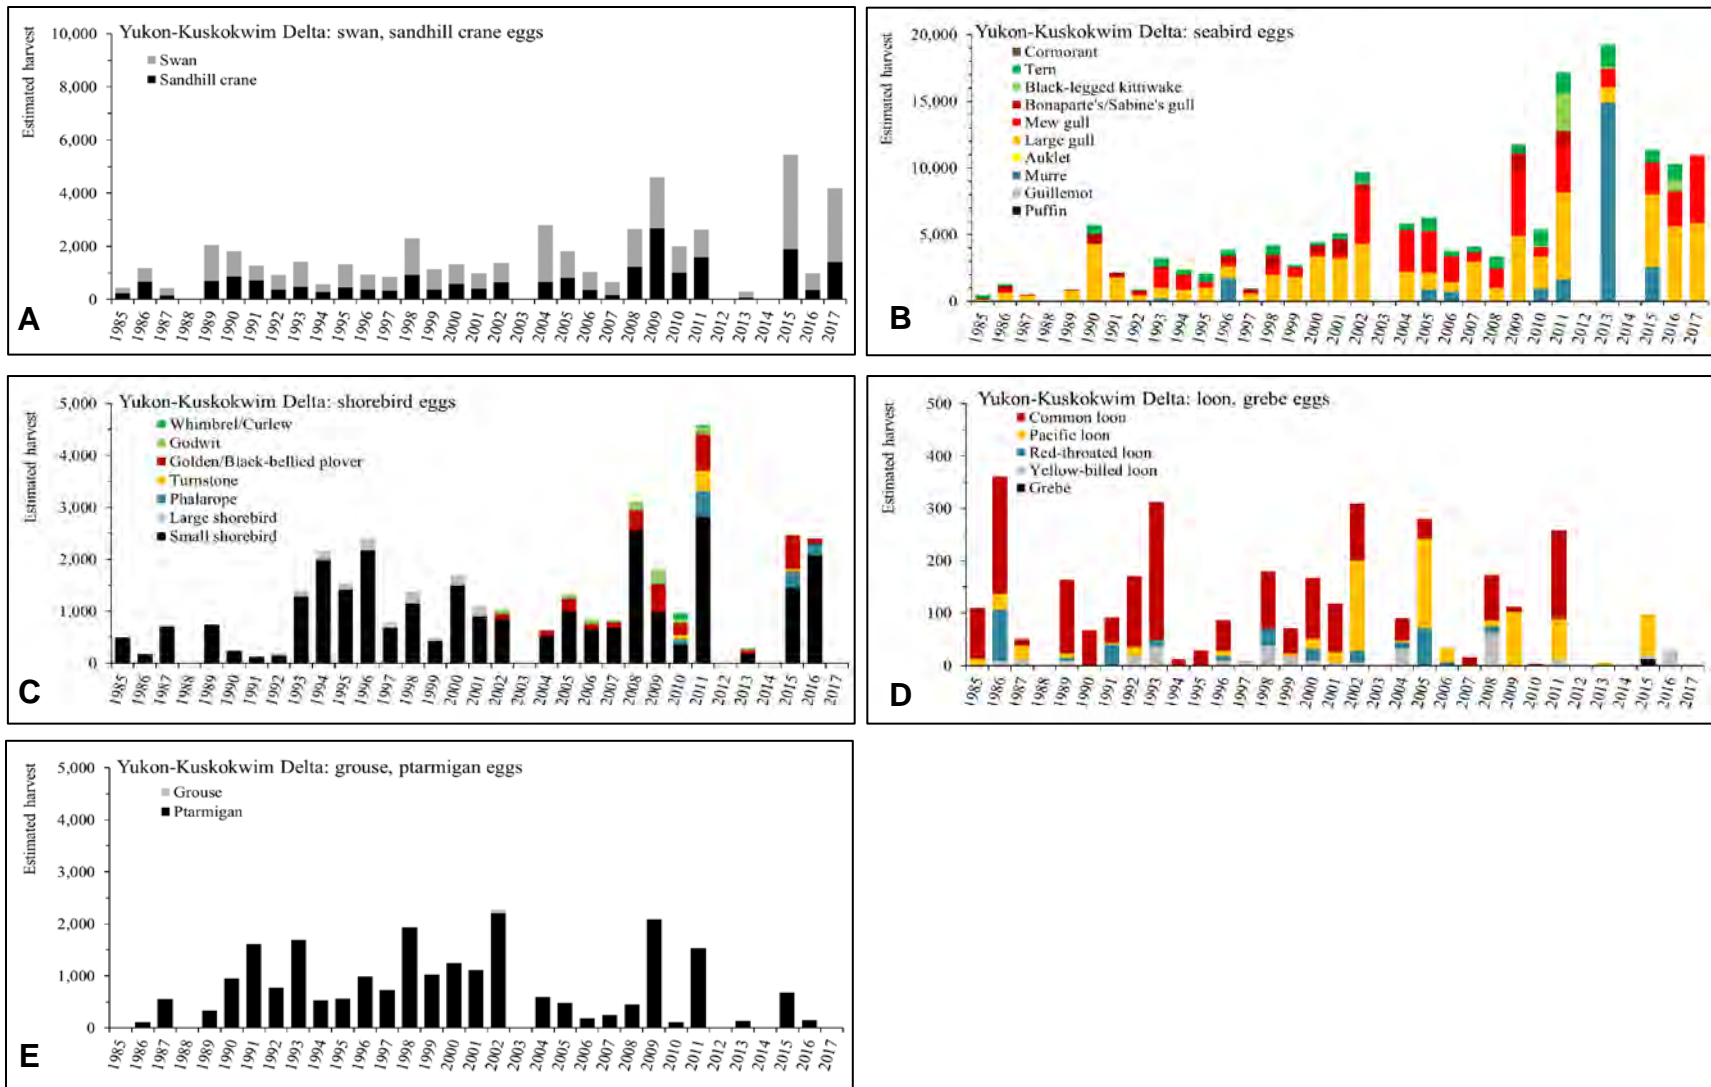 Yukon-Kuskokwim Delta: swan, sandhill crane eggs
Estimated harvest
10,000
8,000
6,000
4,000
2,000
0
Swan
Sandhill crane
1985 1986 1987 1988 1989 1990 1991 1992 1993 1994 1995 1996 1997 1998 1999 2000 2001 2002 2003 2004 2005 2006 2007 2008 2009 2010 2011 2012 2013 2014 2015 2016 2017
A
Yukon-Kuskokwim Delta: seabird eggs
Estimated harvest
20,000
15,000
10,000
5,000
0
Cormorant
Tern
Black-legged kittiwake
Bonaparte's/Sabine's gull
Mew gull
Large gull
Auklet
Murre
Guillemot
Puffin
1985 1986 1987 1988 1989 1990 1991 1992 1993 1994 1995 1996 1997 1998 1999 2000 2001 2002 2003 2004 2005 2006 2007 2008 2009 2010 2011 2012 2013 2014 2015 2016 2017
B
Yukon-Kuskokwim Delta: shorebird eggs
Estimated harvest
5,000
4,000
3,000
2,000
1,000
0
Whimbrel/Curlew
Godwit
Golden/Black-bellied plover
Turnstone
Phalarope
Large shorebird
Small shorebird
1985 1986 1987 1988 1989 1990 1991 1992 1993 1994 1995 1996 1997 1998 1999 2000 2001 2002 2003 2004 2005 2006 2007 2008 2009 2010 2011 2012 2013 2014 2015 2016 2017
C
Yukon-Kuskokwim Delta: loon, grebe eggs
Estimated harvest
500
400
300
200
100
0
Common loon
Pacific loon
Red-throated loon
Yellow-billed loon
Grebe
1985 1986 1987 1988 1989 1990 1991 1992 1993 1994 1995 1996 1997 1998 1999 2000 2001 2002 2003 2004 2005 2006 2007 2008 2009 2010 2011 2012 2013 2014 2015 2016 2017
D
Yukon-Kuskokwim Delta: grouse, ptarmigan eggs
Estimated harvest
5,000
4,000
3,000
2,000
1,000
0
Grouse
Ptarmigan
1985 1986 1987 1988 1989 1990 1991 1992 1993 1994 1995 1996 1997 1998 1999 2000 2001 2002 2003 2004 2005 2006 2007 2008 2009 2010 2011 2012 2013 2014 2015 2016 2017
E